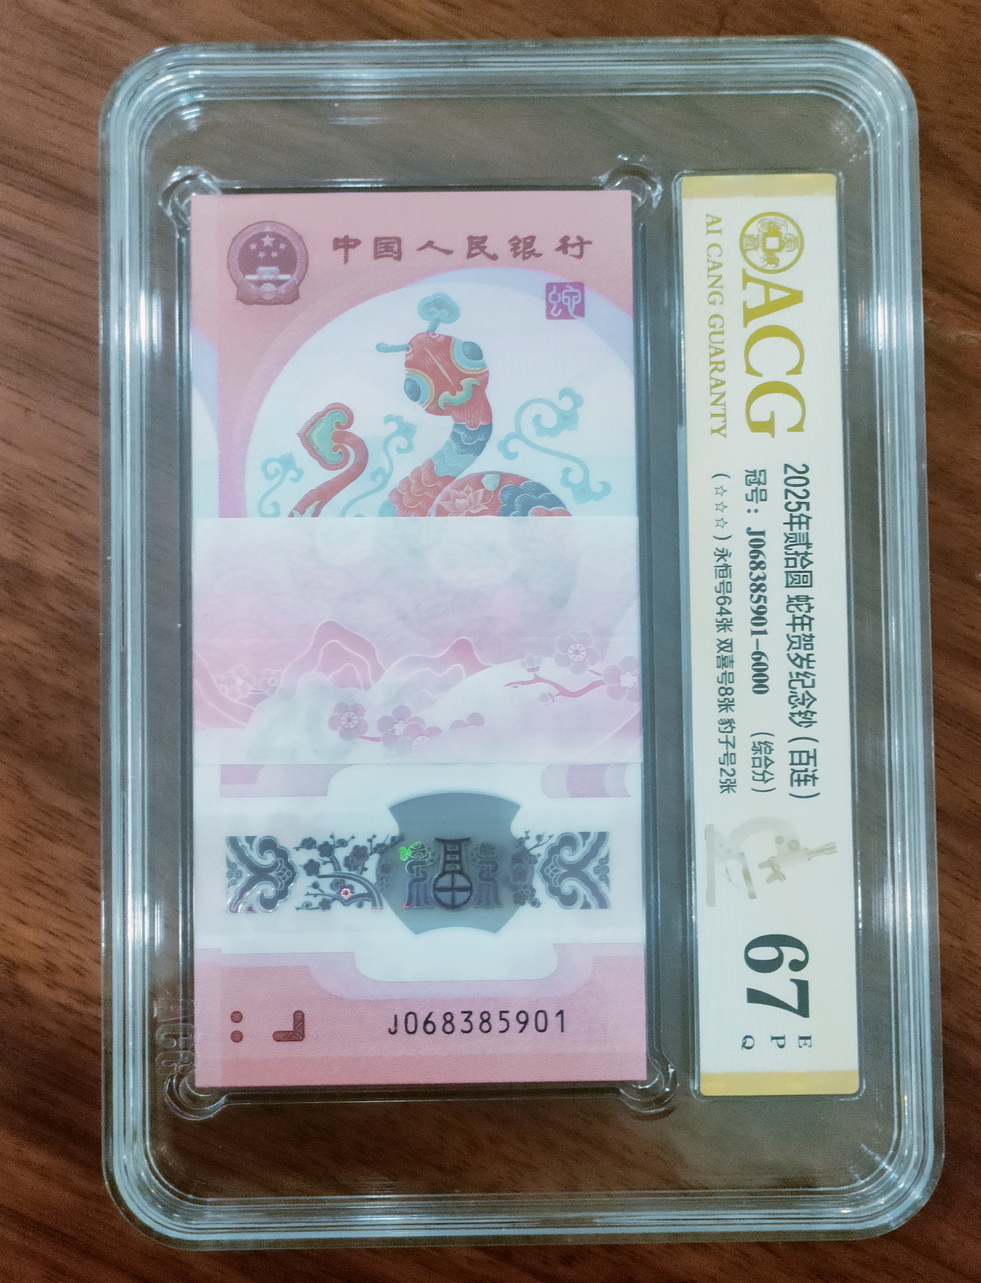 中国人民银行
蛇
J068385901
ACG
AI CANG GUARANTY
2025年贰拾圆 蛇年贺岁纪念钞（百连）
冠号：J068385901-6000 （综合分）
（☆☆☆）永恒号64张 双喜号8张 豹子号2张
67
E
P
Q